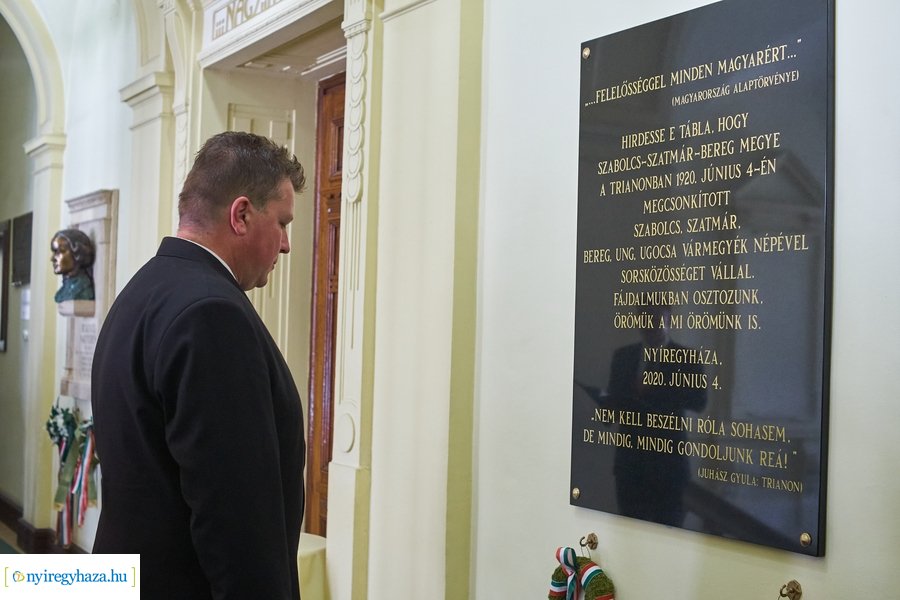 NAGY
„...FELELŐSSÉGGEL MINDEN MAGYARÉRT...”
(MAGYARORSZÁG ALAPTÖRVÉNYE)
HIRDESSE E TÁBLA, HOGY
SZABOLCS-SZATMÁR-BEREG MEGYE
A TRIANONBAN 1920. JÚNIUS 4-ÉN
MEGCSONKÍTOTT
SZABOLCS, SZATMÁR,
BEREG, UNG, UGOCSA VÁRMEGYÉK NÉPÉVEL
SORSKÖZÖSSÉGET VÁLLAL.
FÁJDALMUKBAN OSZTOZUNK,
ÖRÖMÜK A MI ÖRÖMÜNK IS.
NYÍREGYHÁZA,
2020. JÚNIUS 4.
„NEM KELL BESZÉLNI RÓLA SOHASEM,
DE MINDIG, MINDIG GONDOLJUNK REÁ!”
(JUHÁSZ GYULA: TRIANON)
nyiregyhaza.hu